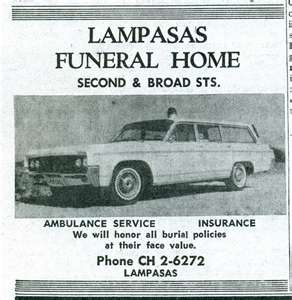 LAMPASAS
FUNERAL HOME
SECOND & BROAD STS.
AMBULANCE SERVICE INSURANCE
We will honor all burial policies
at their face value.
Phone CH 2-6272
LAMPASAS